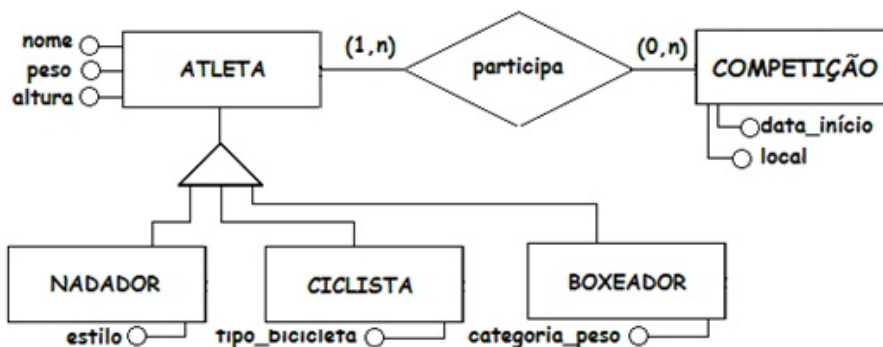 nome
peso
altura
ATLETA
(1,n)
participa
(0,n)
COMPETIÇÃO
data_início
local
NADADOR
estilo
CICLISTA
tipo_bicicleta
BOXEADOR
categoria_peso